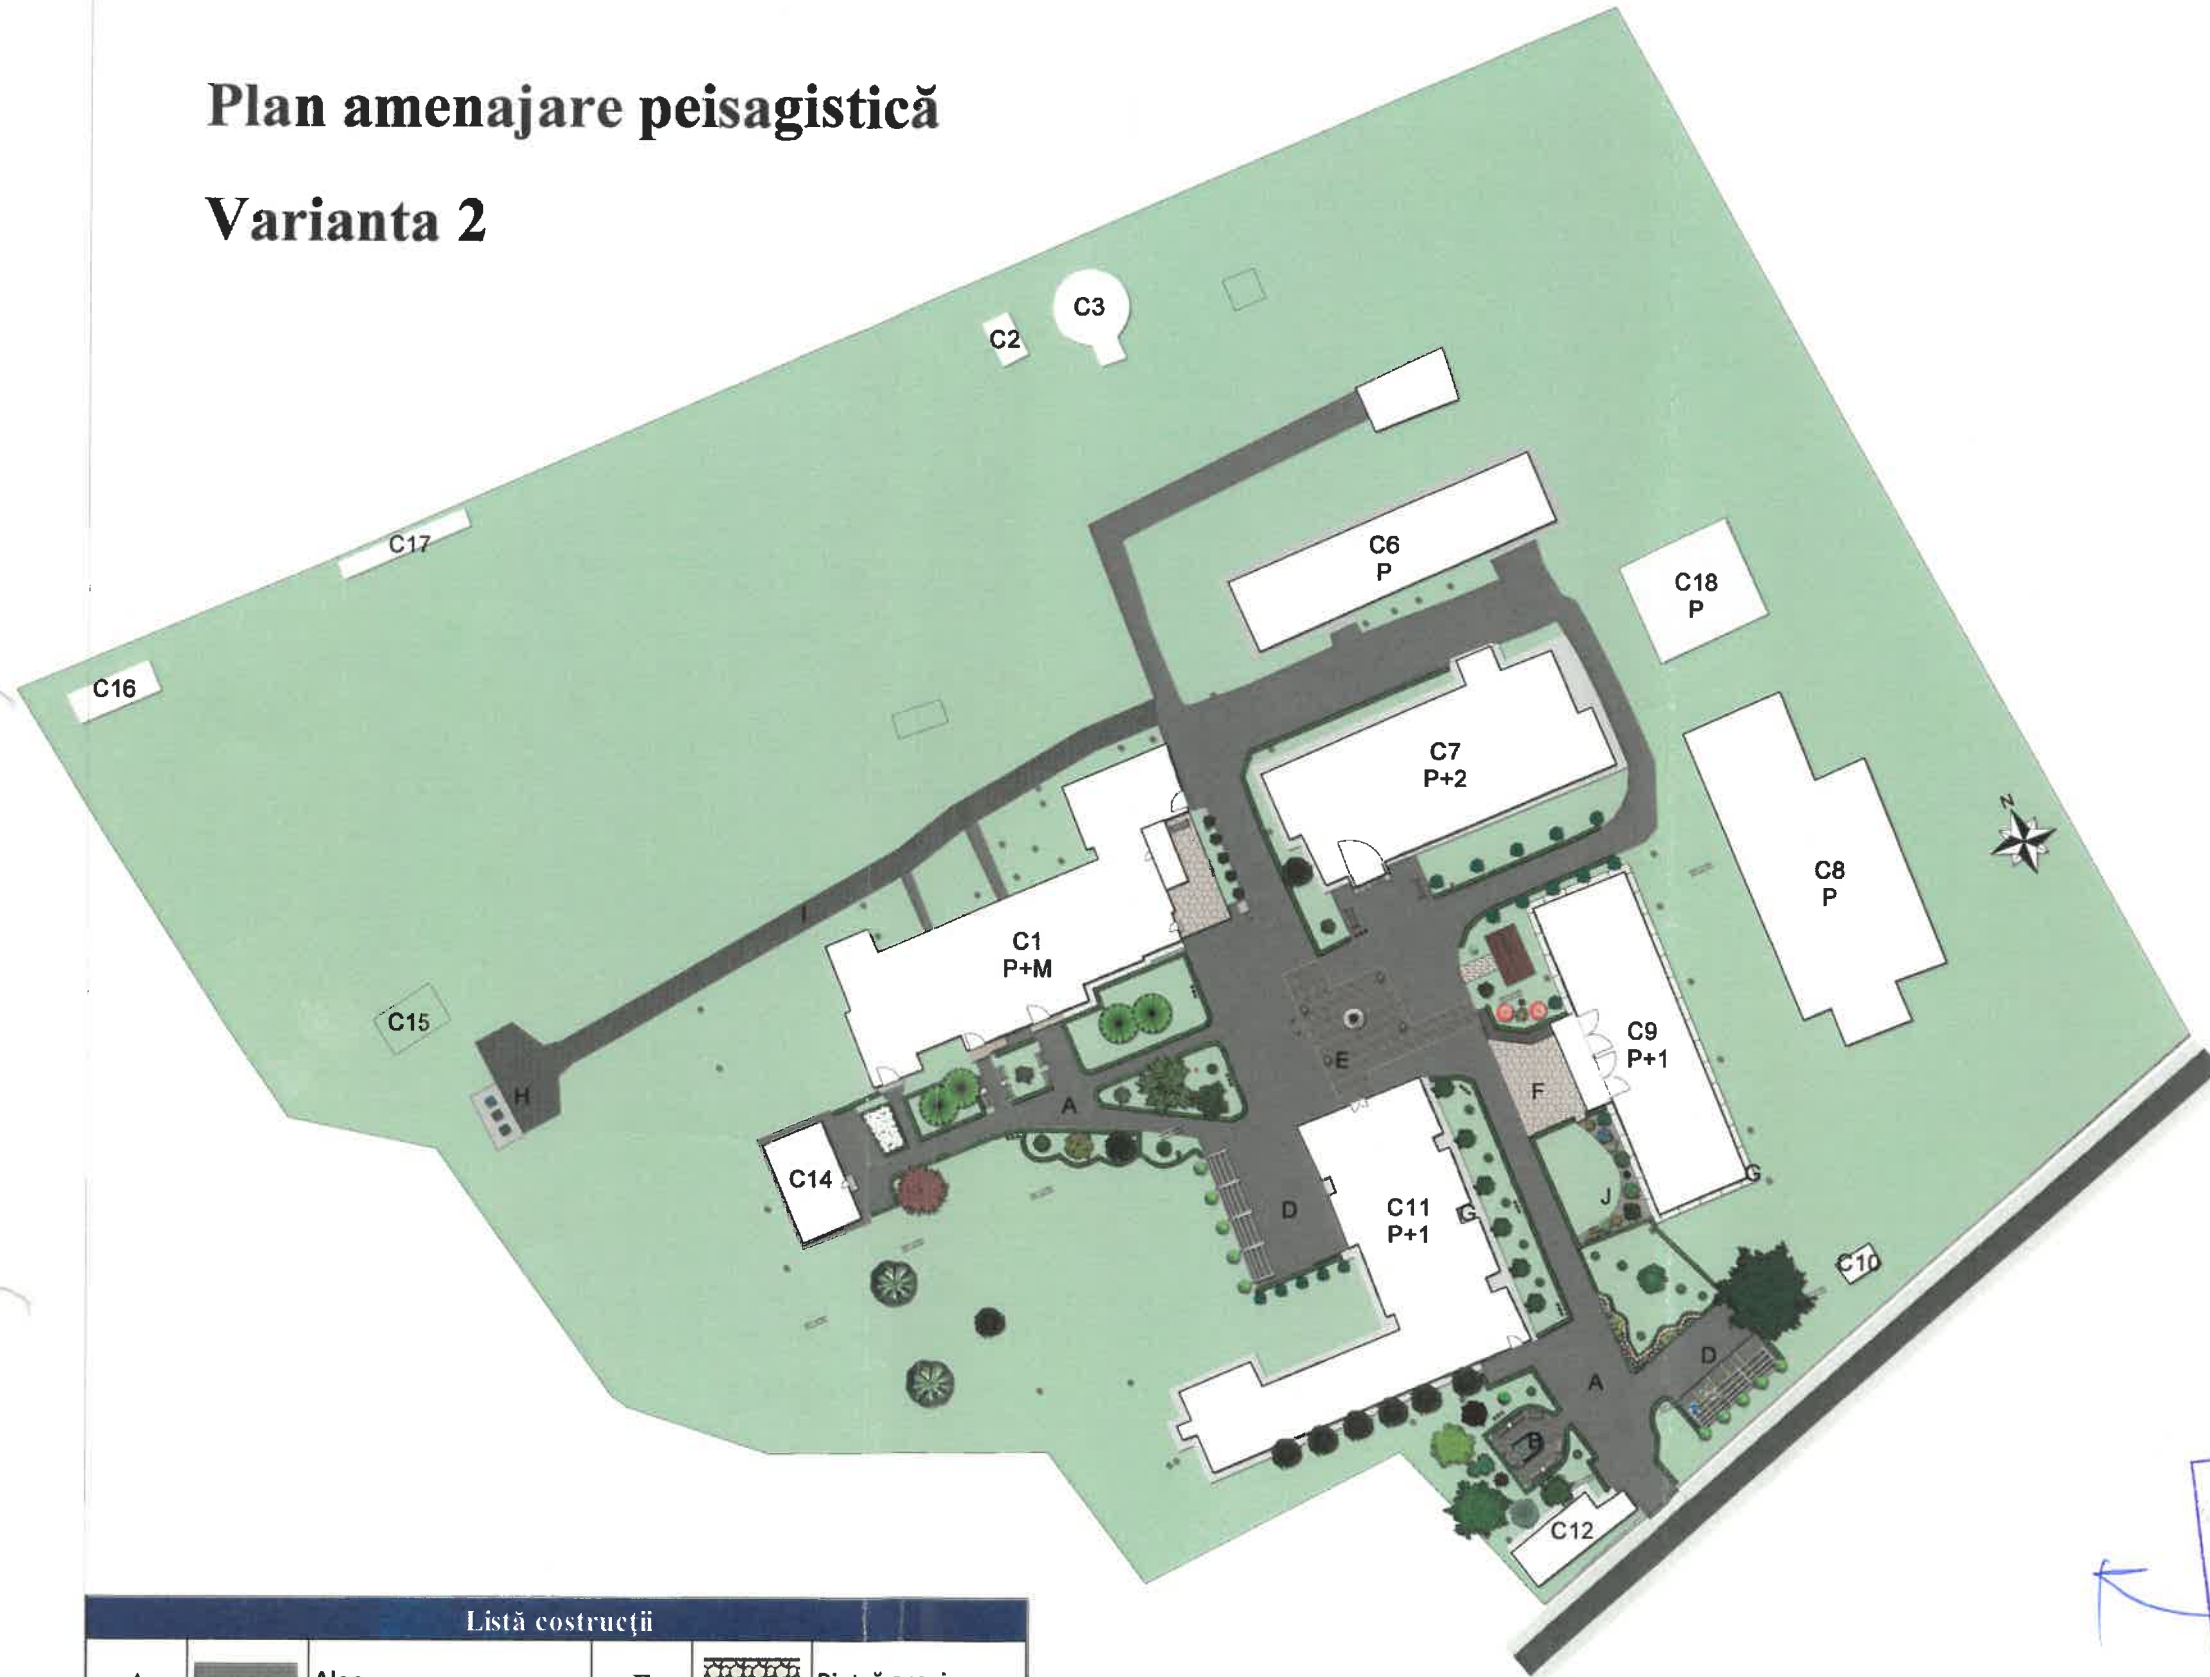 Plan amenajare peisagistică
Varianta 2
C3
C2
C17
C6
P
C18
P
C16
C7
P+2
N
C8
P
I
C1
P+M
C15
C9
P+1
E
H
F
A
C14
G
J
D
C11
P+1
G
C10
D
A
B
C12
Listă costrucții